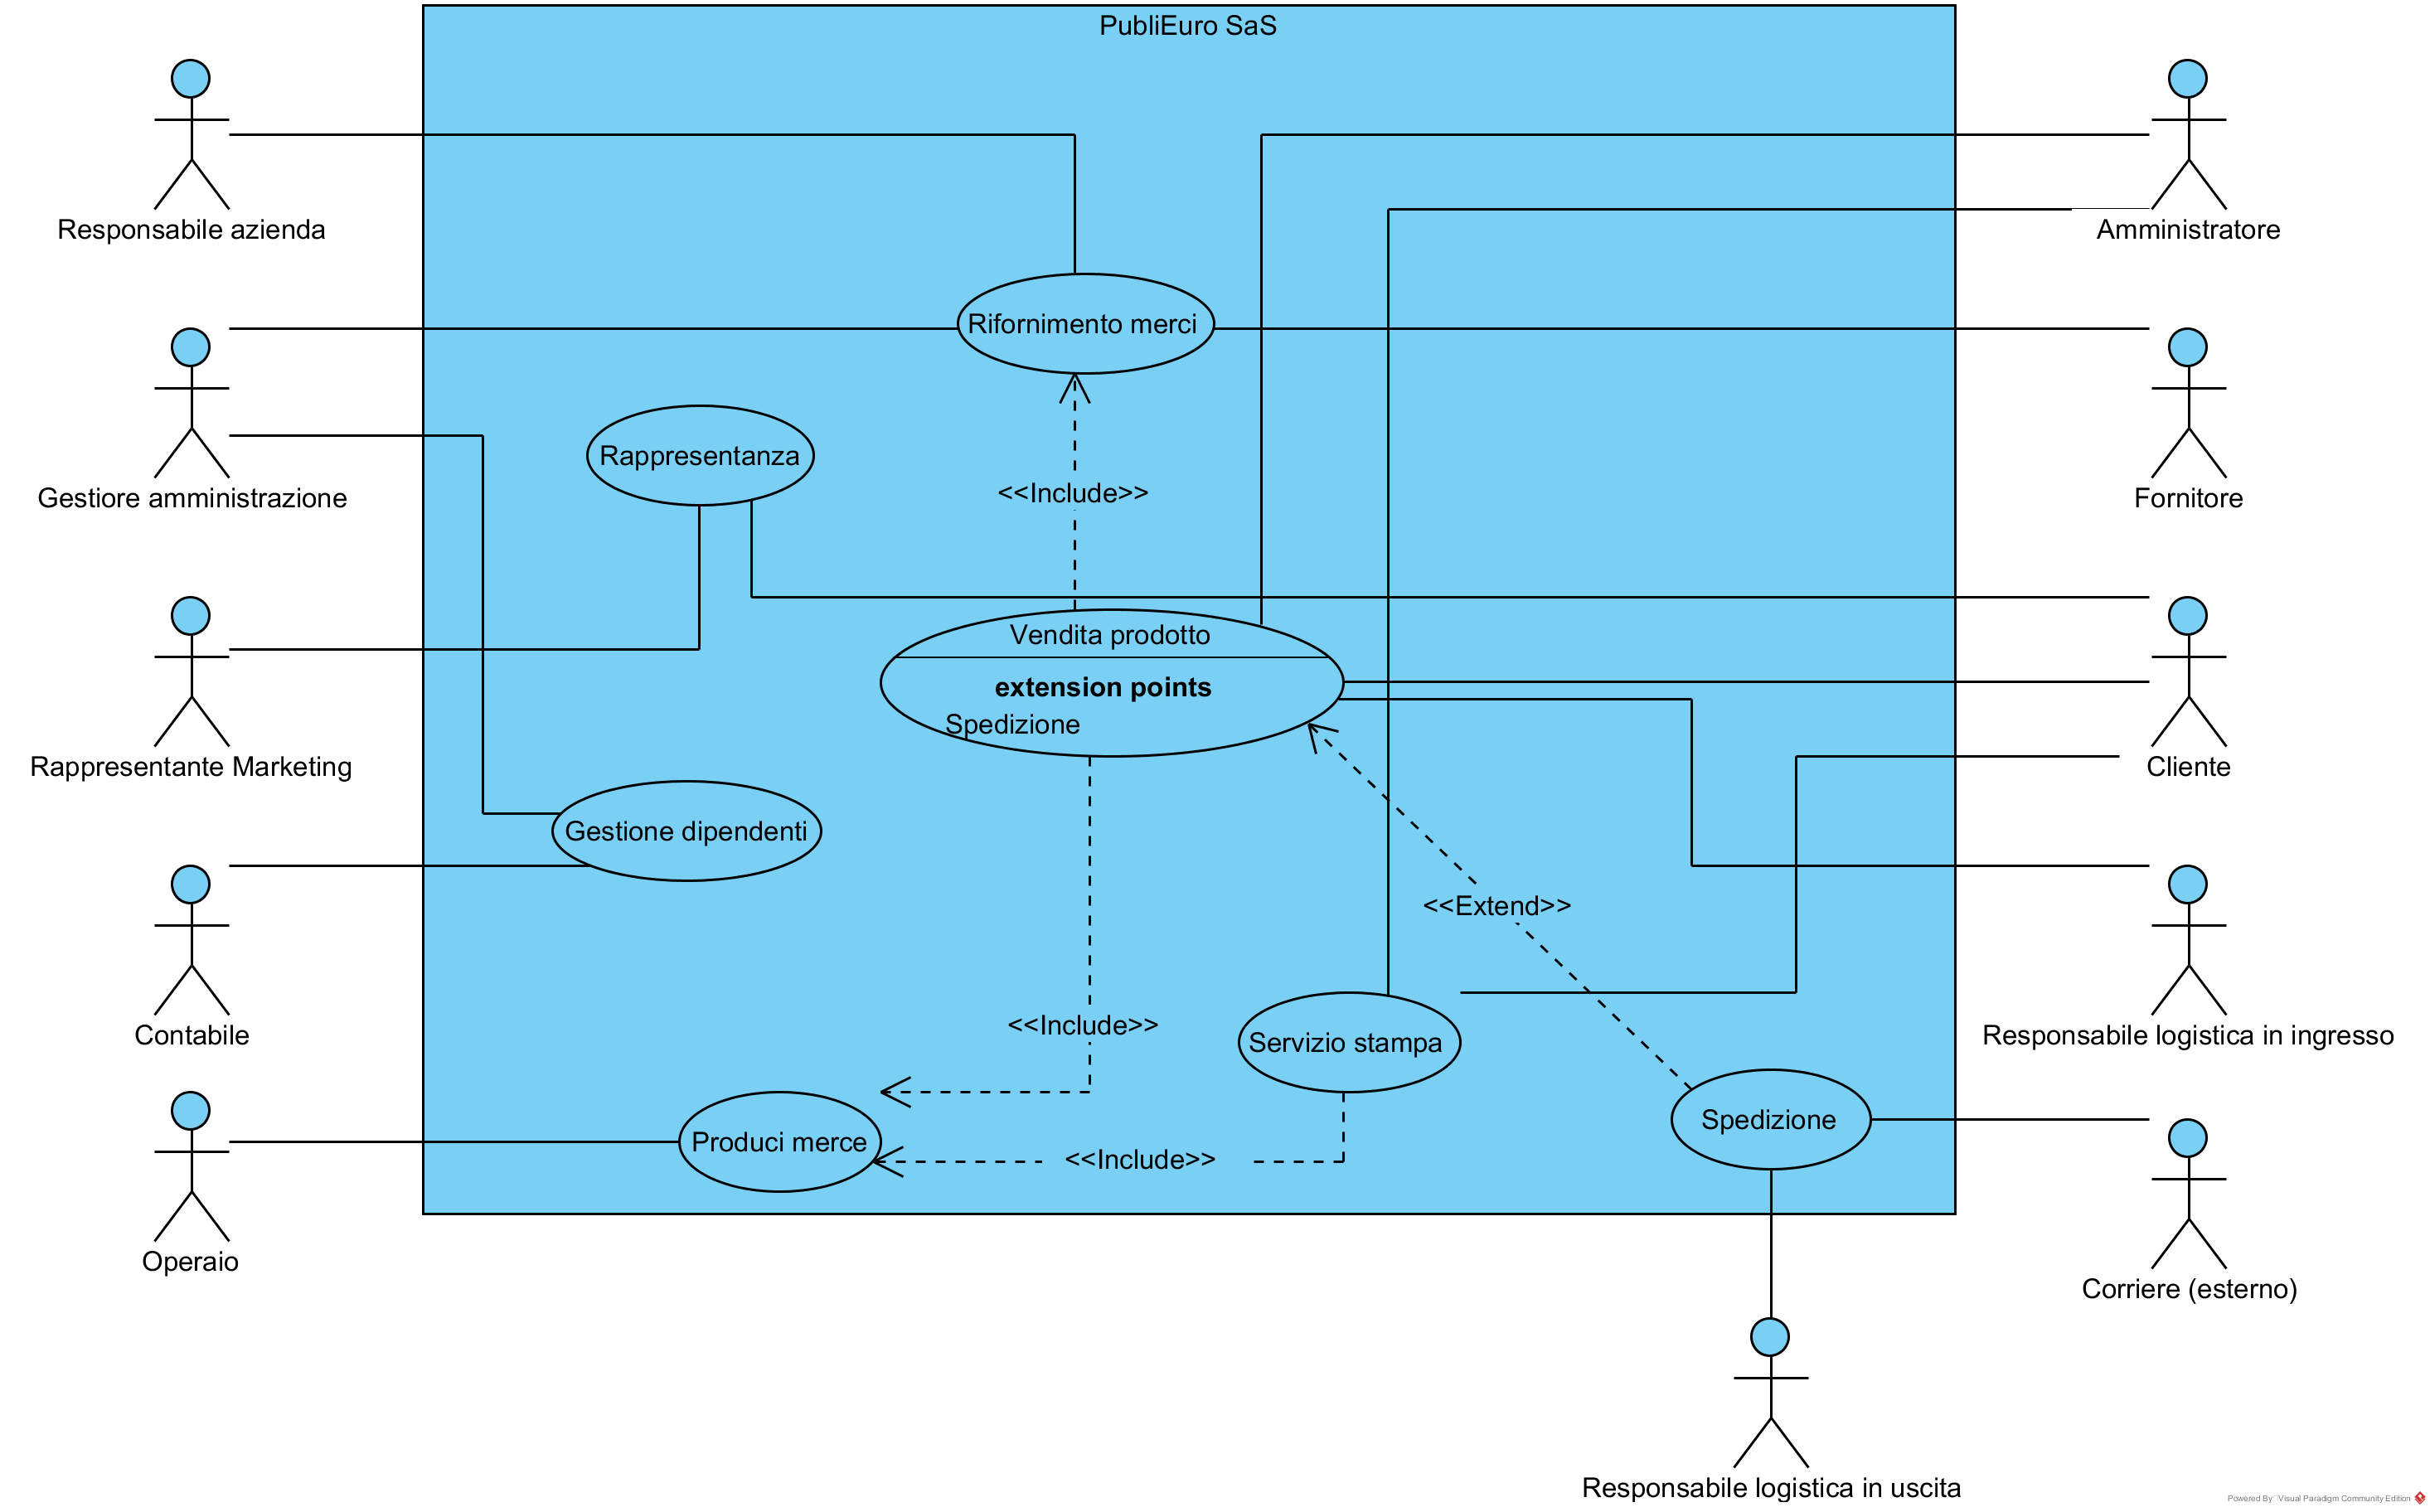 PubliEuro SaS
Responsabile azienda
Amministratore
Rifornimento merci
Gestiore amministrazione
Fornitore
Rappresentanza
<<Include>>
Vendita prodotto
extension points
Spedizione
Rappresentante Marketing
Cliente
Gestione dipendenti
<<Extend>>
Contabile
<<Include>>
Servizio stampa
Responsabile logistica in ingresso
Produci merce
<<Include>>
Spedizione
Operaio
Corriere (esterno)
Responsabile logistica in uscita
Powered By Visual Paradigm Community Edition